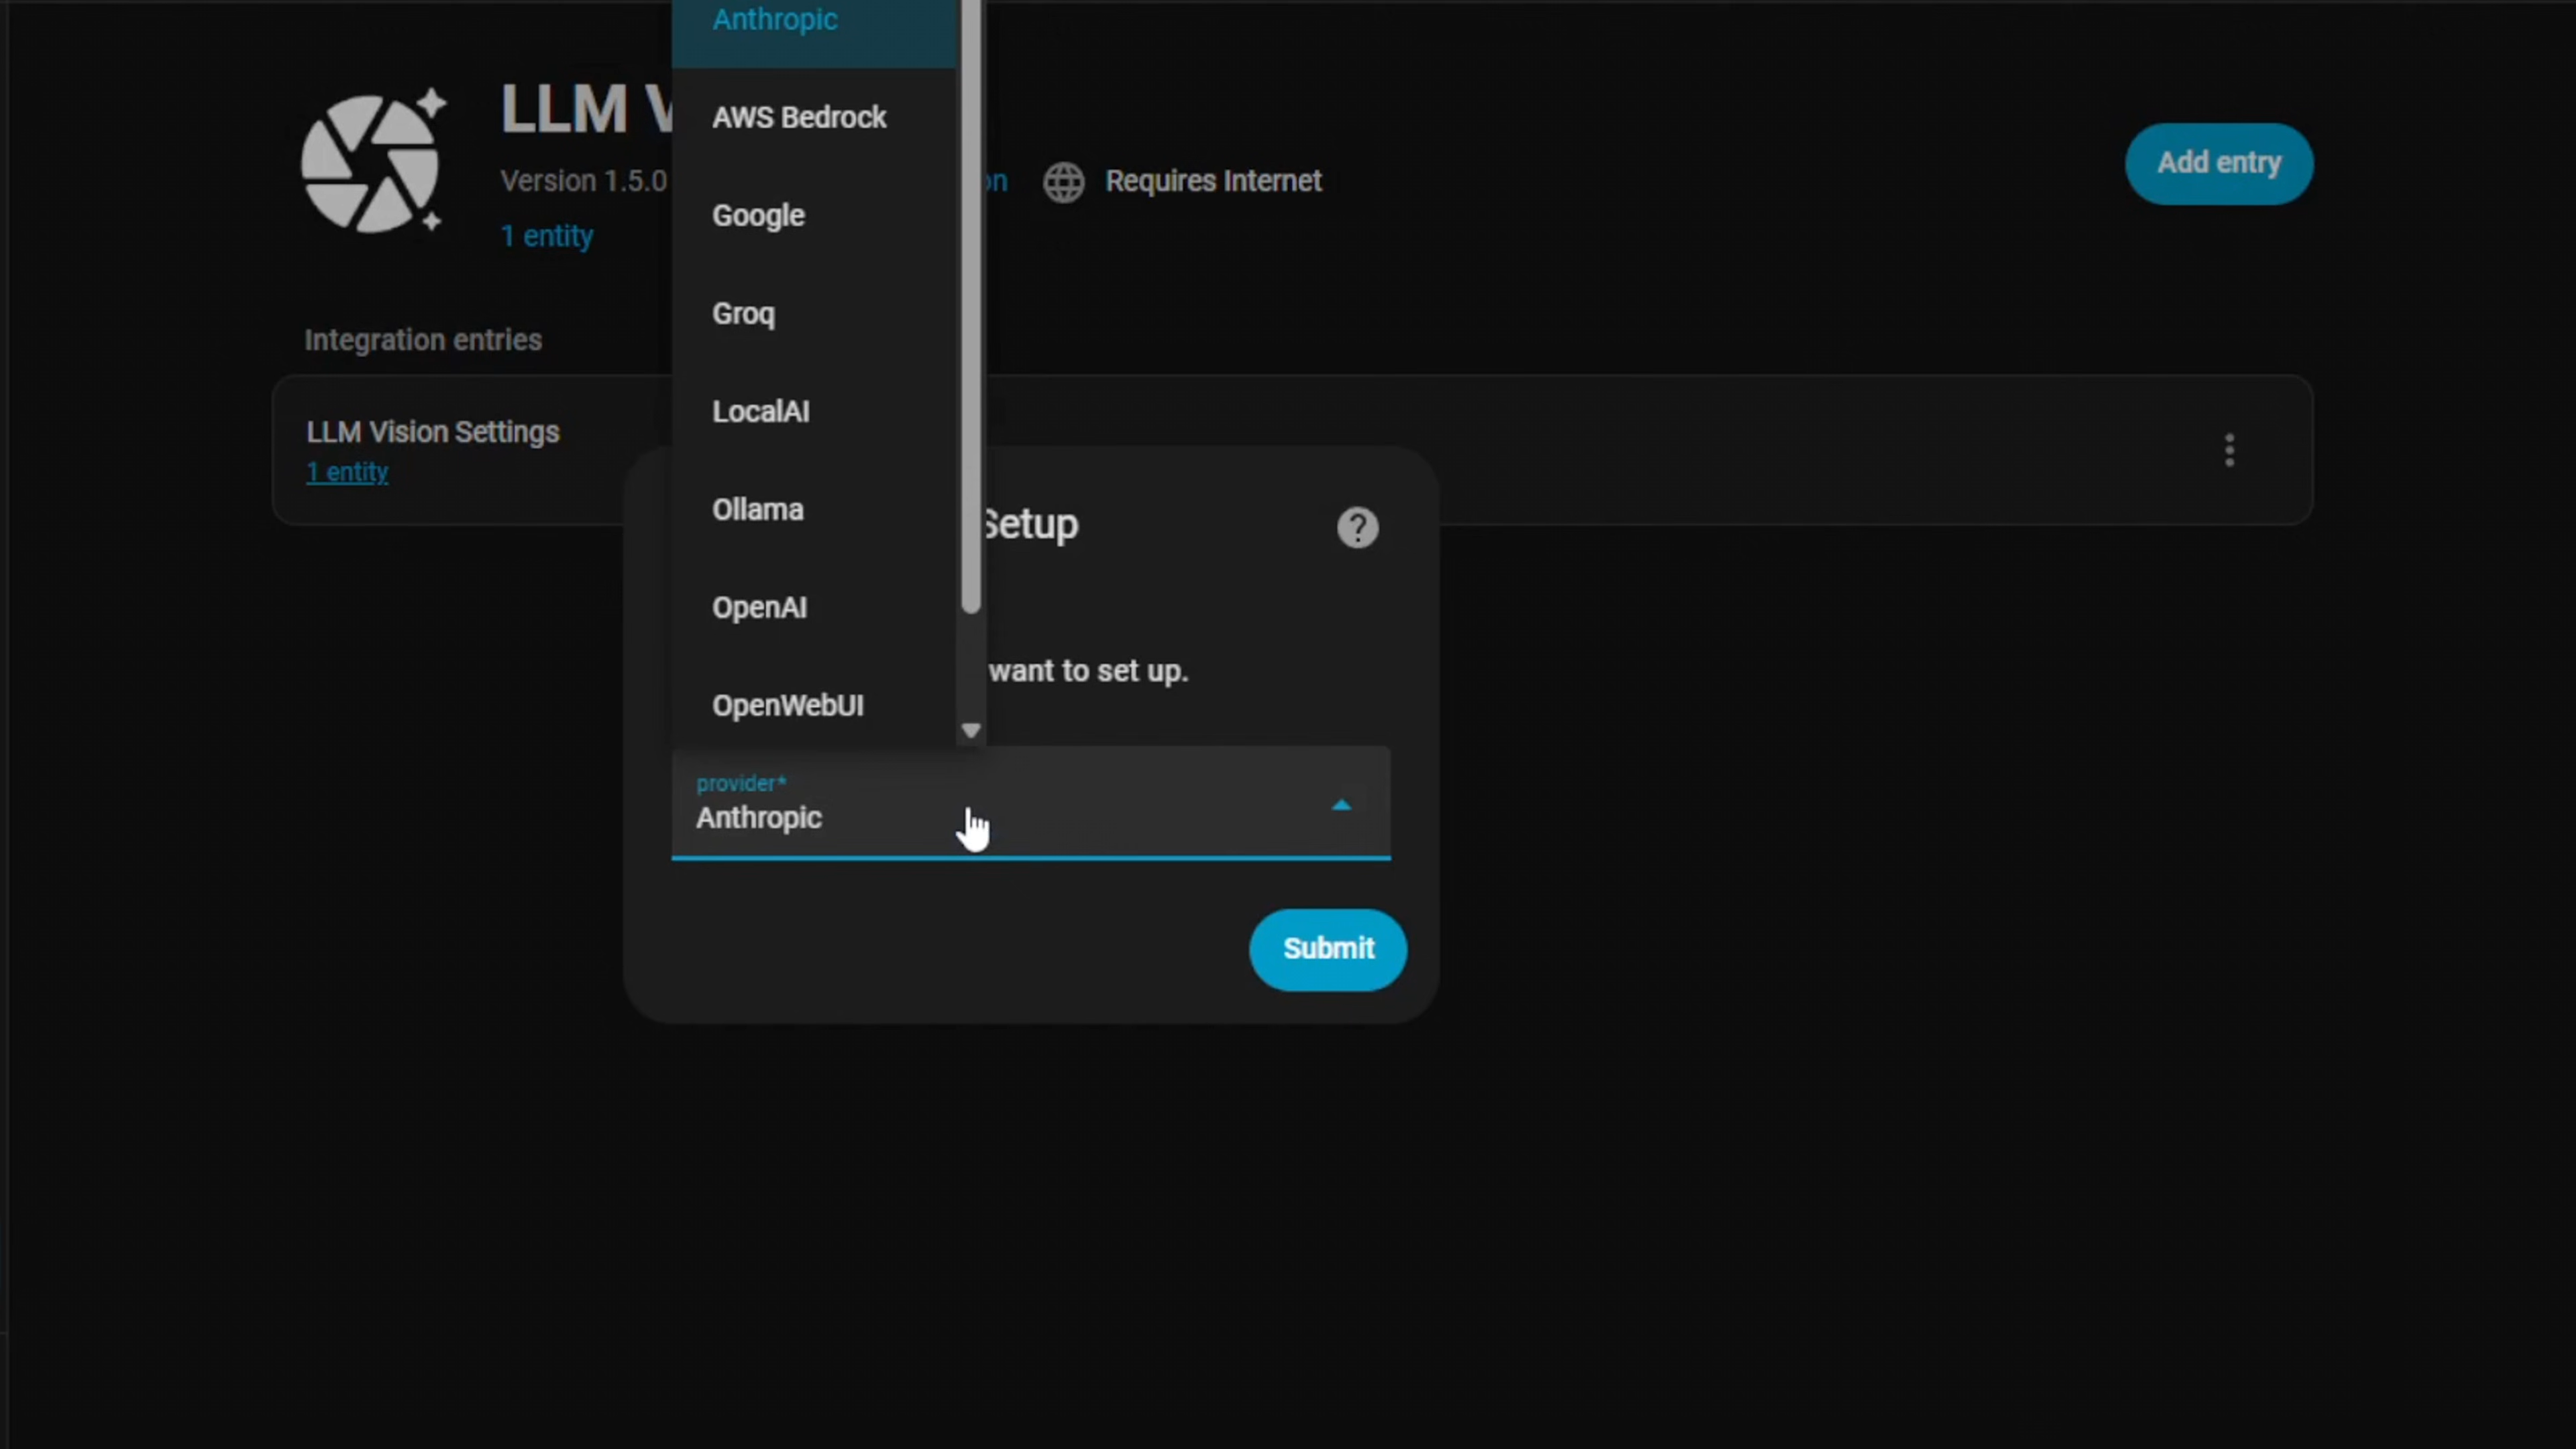 Anthropic
AWS Bedrock
Google
Groq
LocalAI
Ollama
OpenAI
OpenWebUI
LLM
Version 1.5.0
Requires Internet
1 entity
Add entry
Integration entries
LLM Vision Settings
1 entity
Setup
want to set up.
provider*
Anthropic
Submit